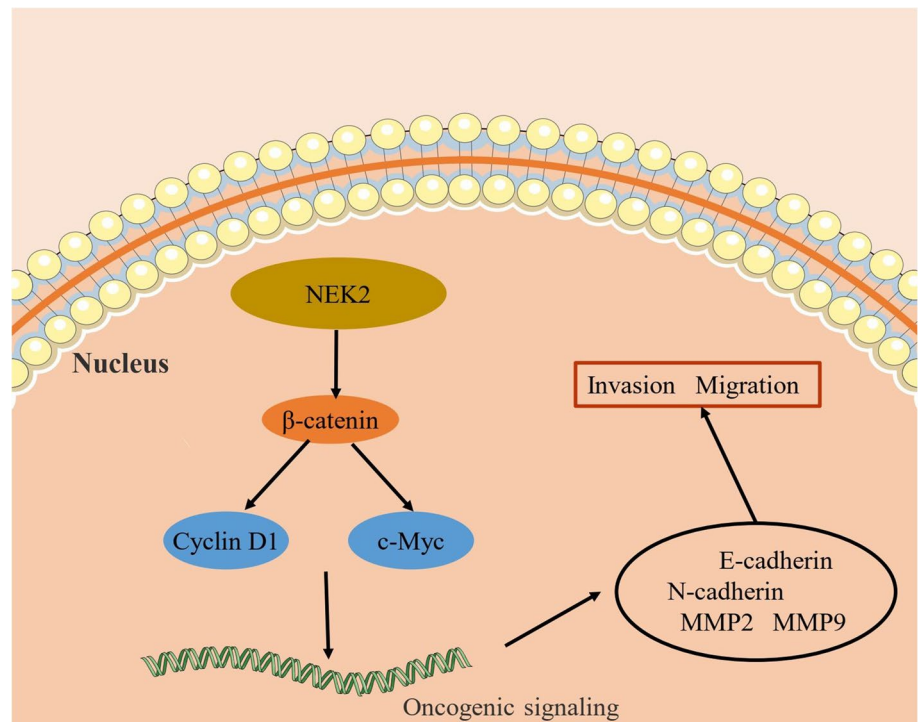 NEK2
Nucleus
β-catenin
Cyclin D1
c-Myc
Invasion Migration
E-cadherin
N-cadherin
MMP2 MMP9
Oncogenic signaling